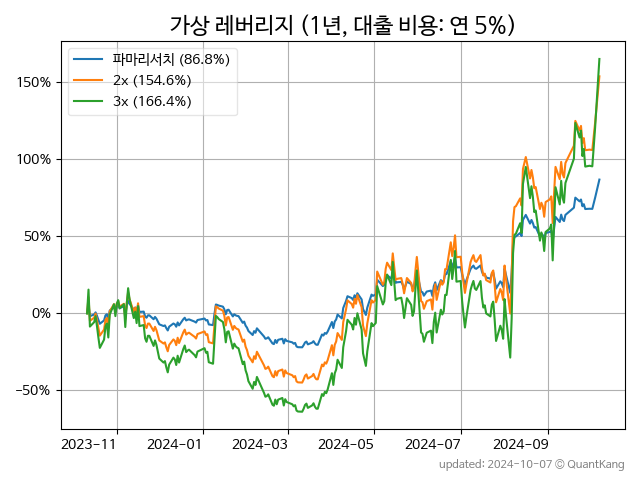 가상 레버리지 (1년, 대출 비용: 연 5%)
파마리서치 (86.8%)
2x (154.6%)
3x (166.4%)
150%
100%
50%
0%
−50%
2023-11 2024-01 2024-03 2024-05 2024-07 2024-09
updated: 2024-10-07 © QuantKang